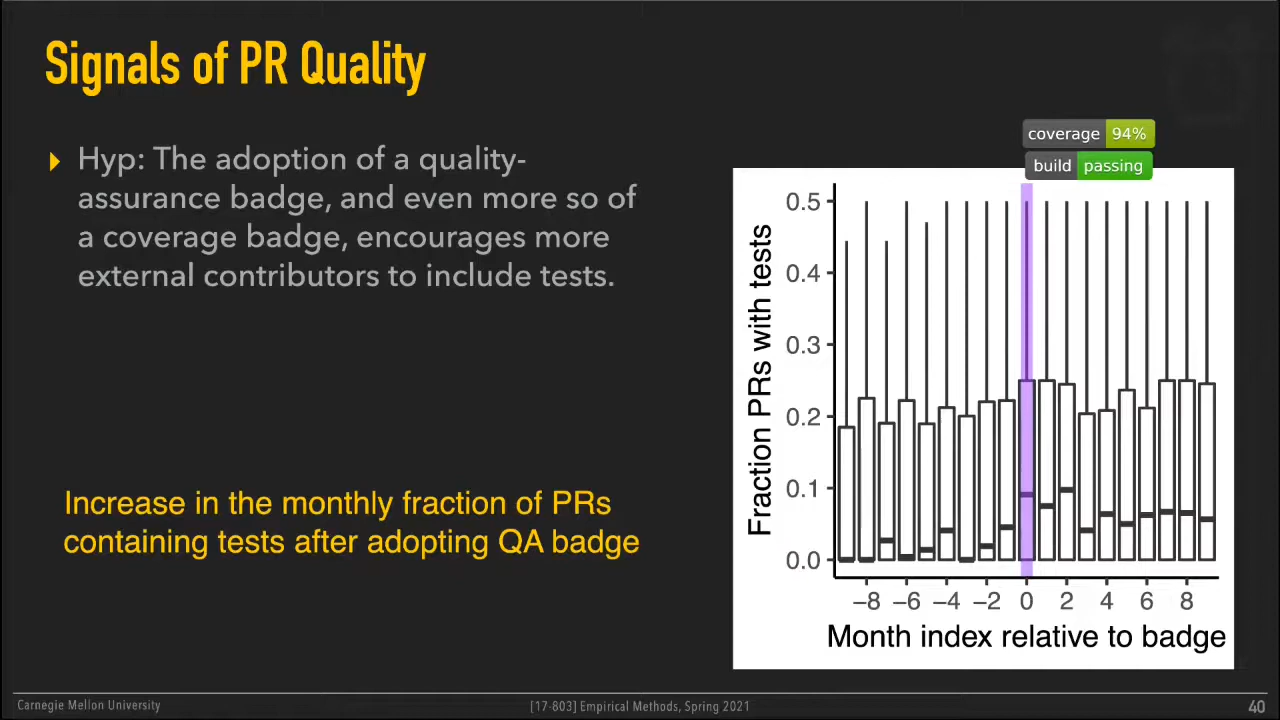 Signals of PR Quality
Hyp: The adoption of a quality-
assurance badge, and even more so of
a coverage badge, encourages more
external contributors to include tests.
Increase in the monthly fraction of PRs
containing tests after adopting QA badge
coverage 94%
build passing
Fraction PRs with tests
0.5
0.4
0.3
0.2
0.1
0.0
−8 −6 −4 −2 0 2 4 6 8
Month index relative to badge
Carnegie Mellon University
[17-803] Empirical Methods, Spring 2021
40